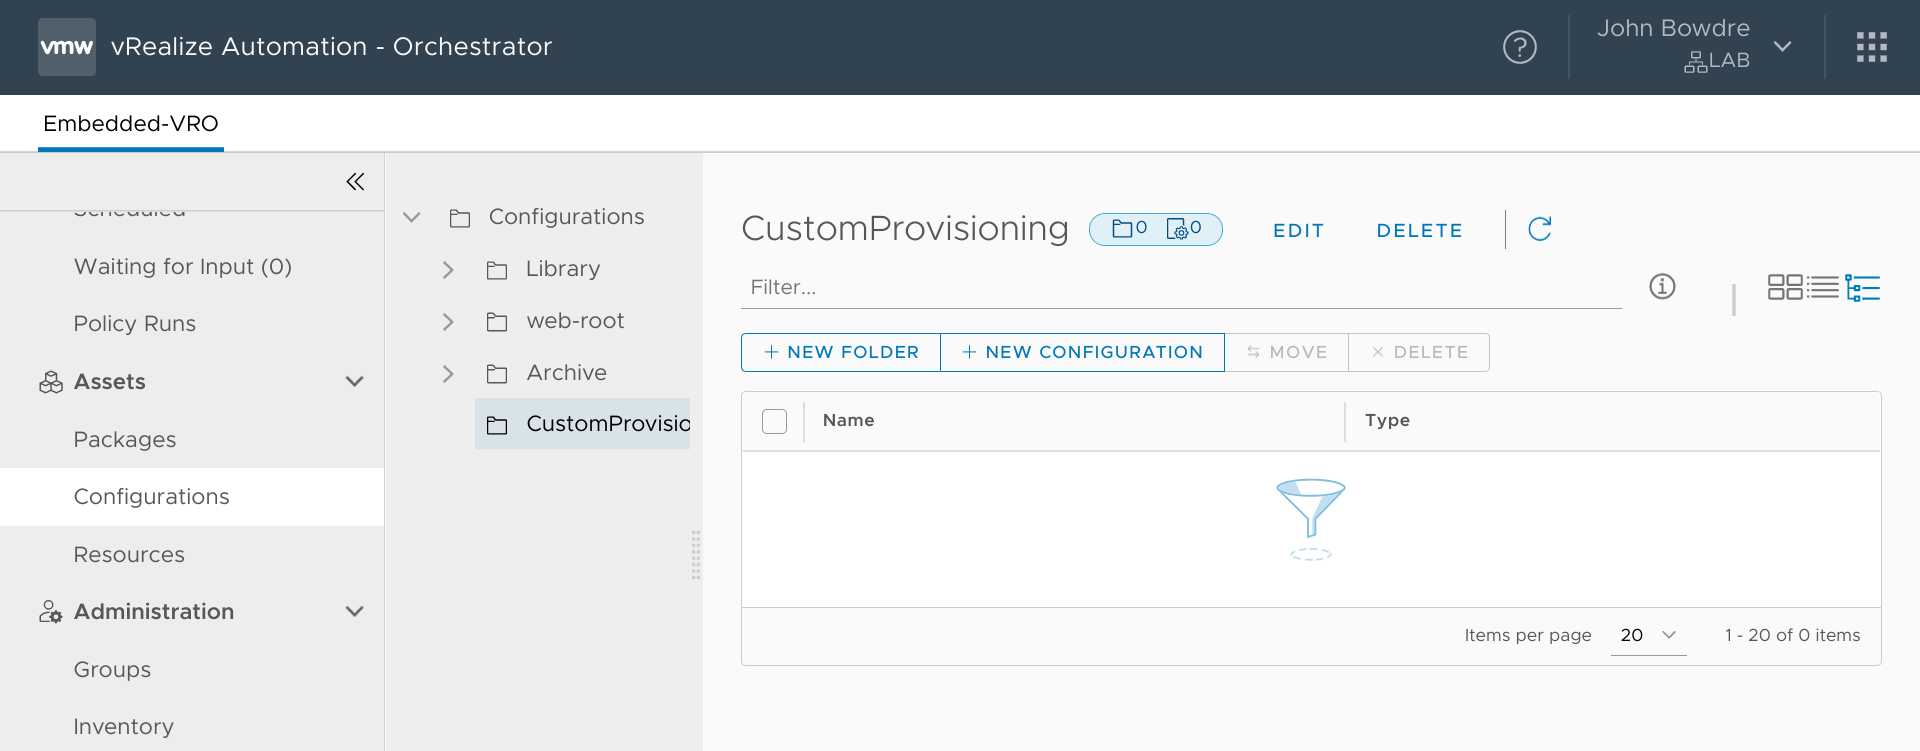 vmw vRealize Automation - Orchestrator
John Bowdre
LAB
Embedded-VRO
Scheduled
Waiting for Input (0)
Policy Runs
Assets
Packages
Configurations
Resources
Administration
Groups
Inventory
Configurations
Library
web-root
Archive
CustomProvisio
CustomProvisioning 0 0 EDIT DELETE
Filter...
NEW FOLDER NEW CONFIGURATION MOVE DELETE
Name Type
Items per page 20 1 - 20 of 0 items